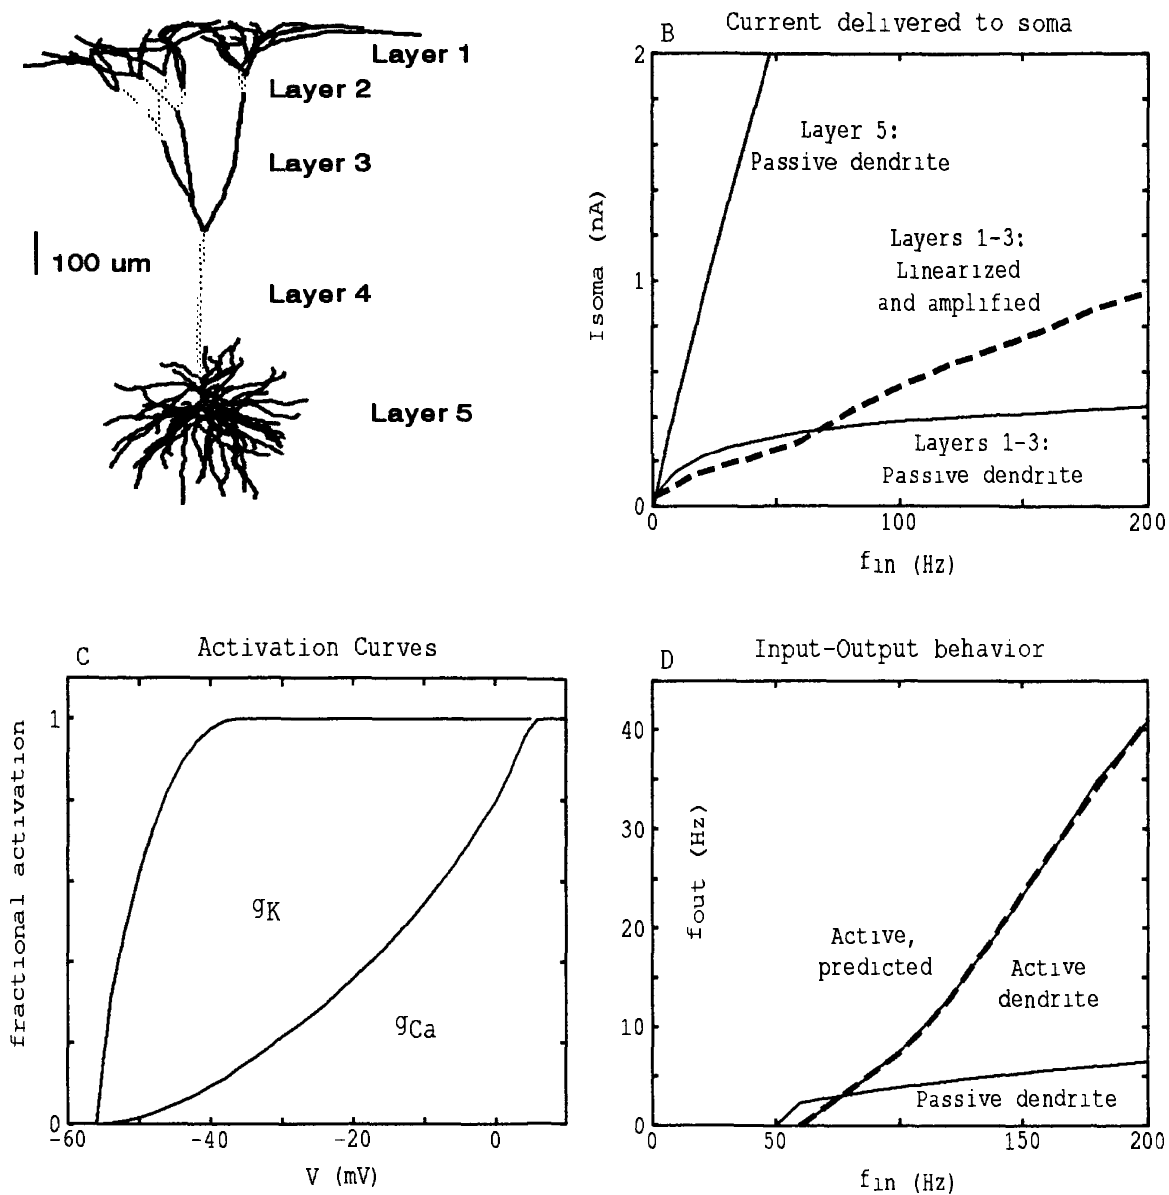 Layer 1
Layer 2
Layer 3
100 um
Layer 4
Layer 5
B
Current delivered to soma
2
1
0
Isoma (nA)
Layer 5:
Passive dendrite
Layers 1-3:
Linearized
and amplified
Layers 1-3:
Passive dendrite
0
100
200
fin (Hz)
C
Activation Curves
1
0
fractional activation
gK
gCa
-60
-40
-20
0
V (mV)
D
Input-Output behavior
40
30
20
10
0
fout (Hz)
Active,
predicted
Active
dendrite
Passive dendrite
0
50
150
200
fin (Hz)